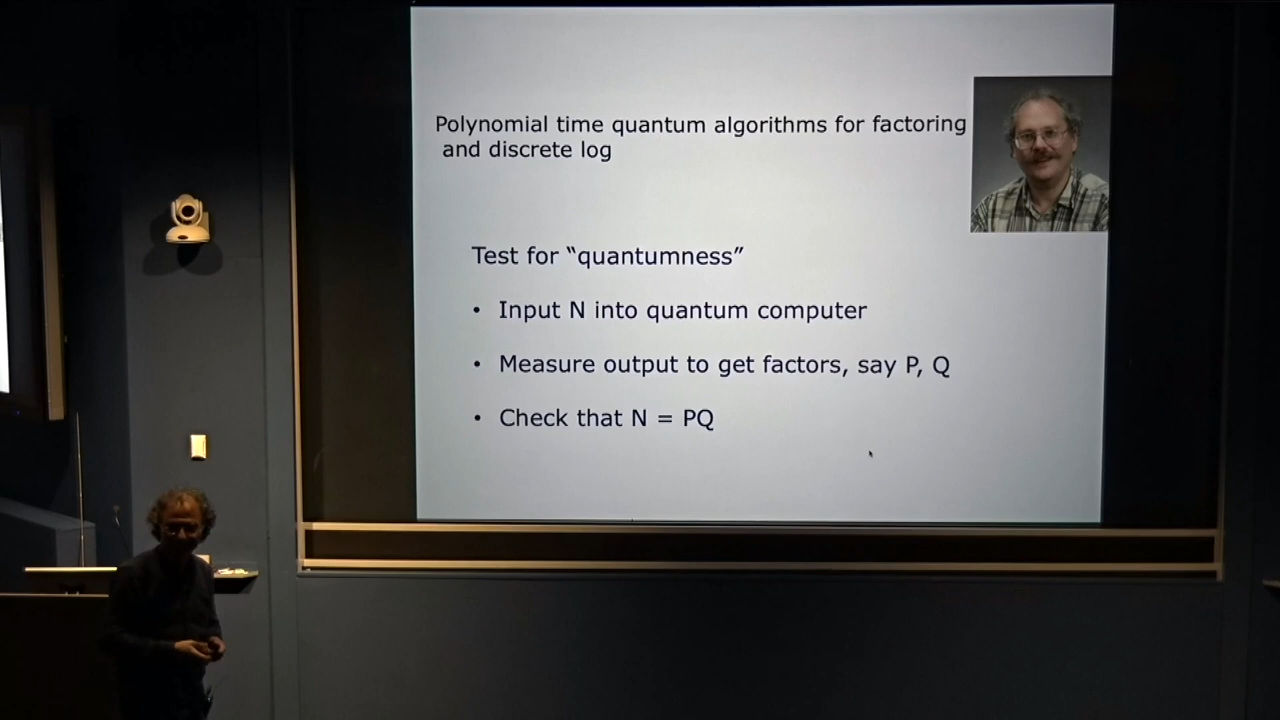 Polynomial time quantum algorithms for factoring
and discrete log
Test for “quantumness”
• Input N into quantum computer
• Measure output to get factors, say P, Q
• Check that N = PQ